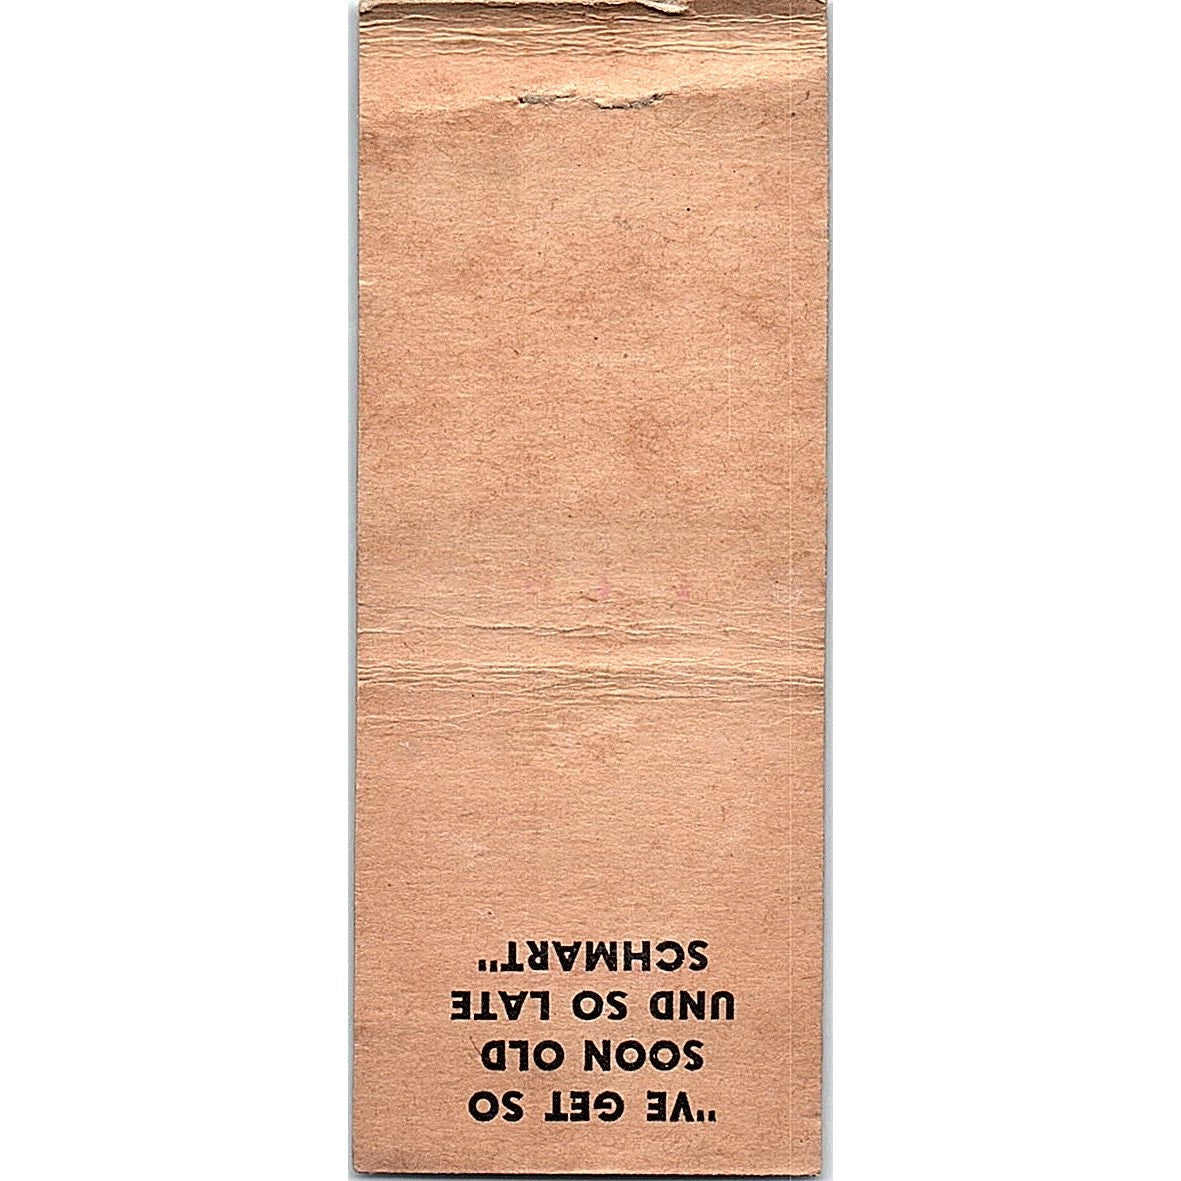 "VE GET SO
SOON OLD
UND SO LATE
SCHMART"